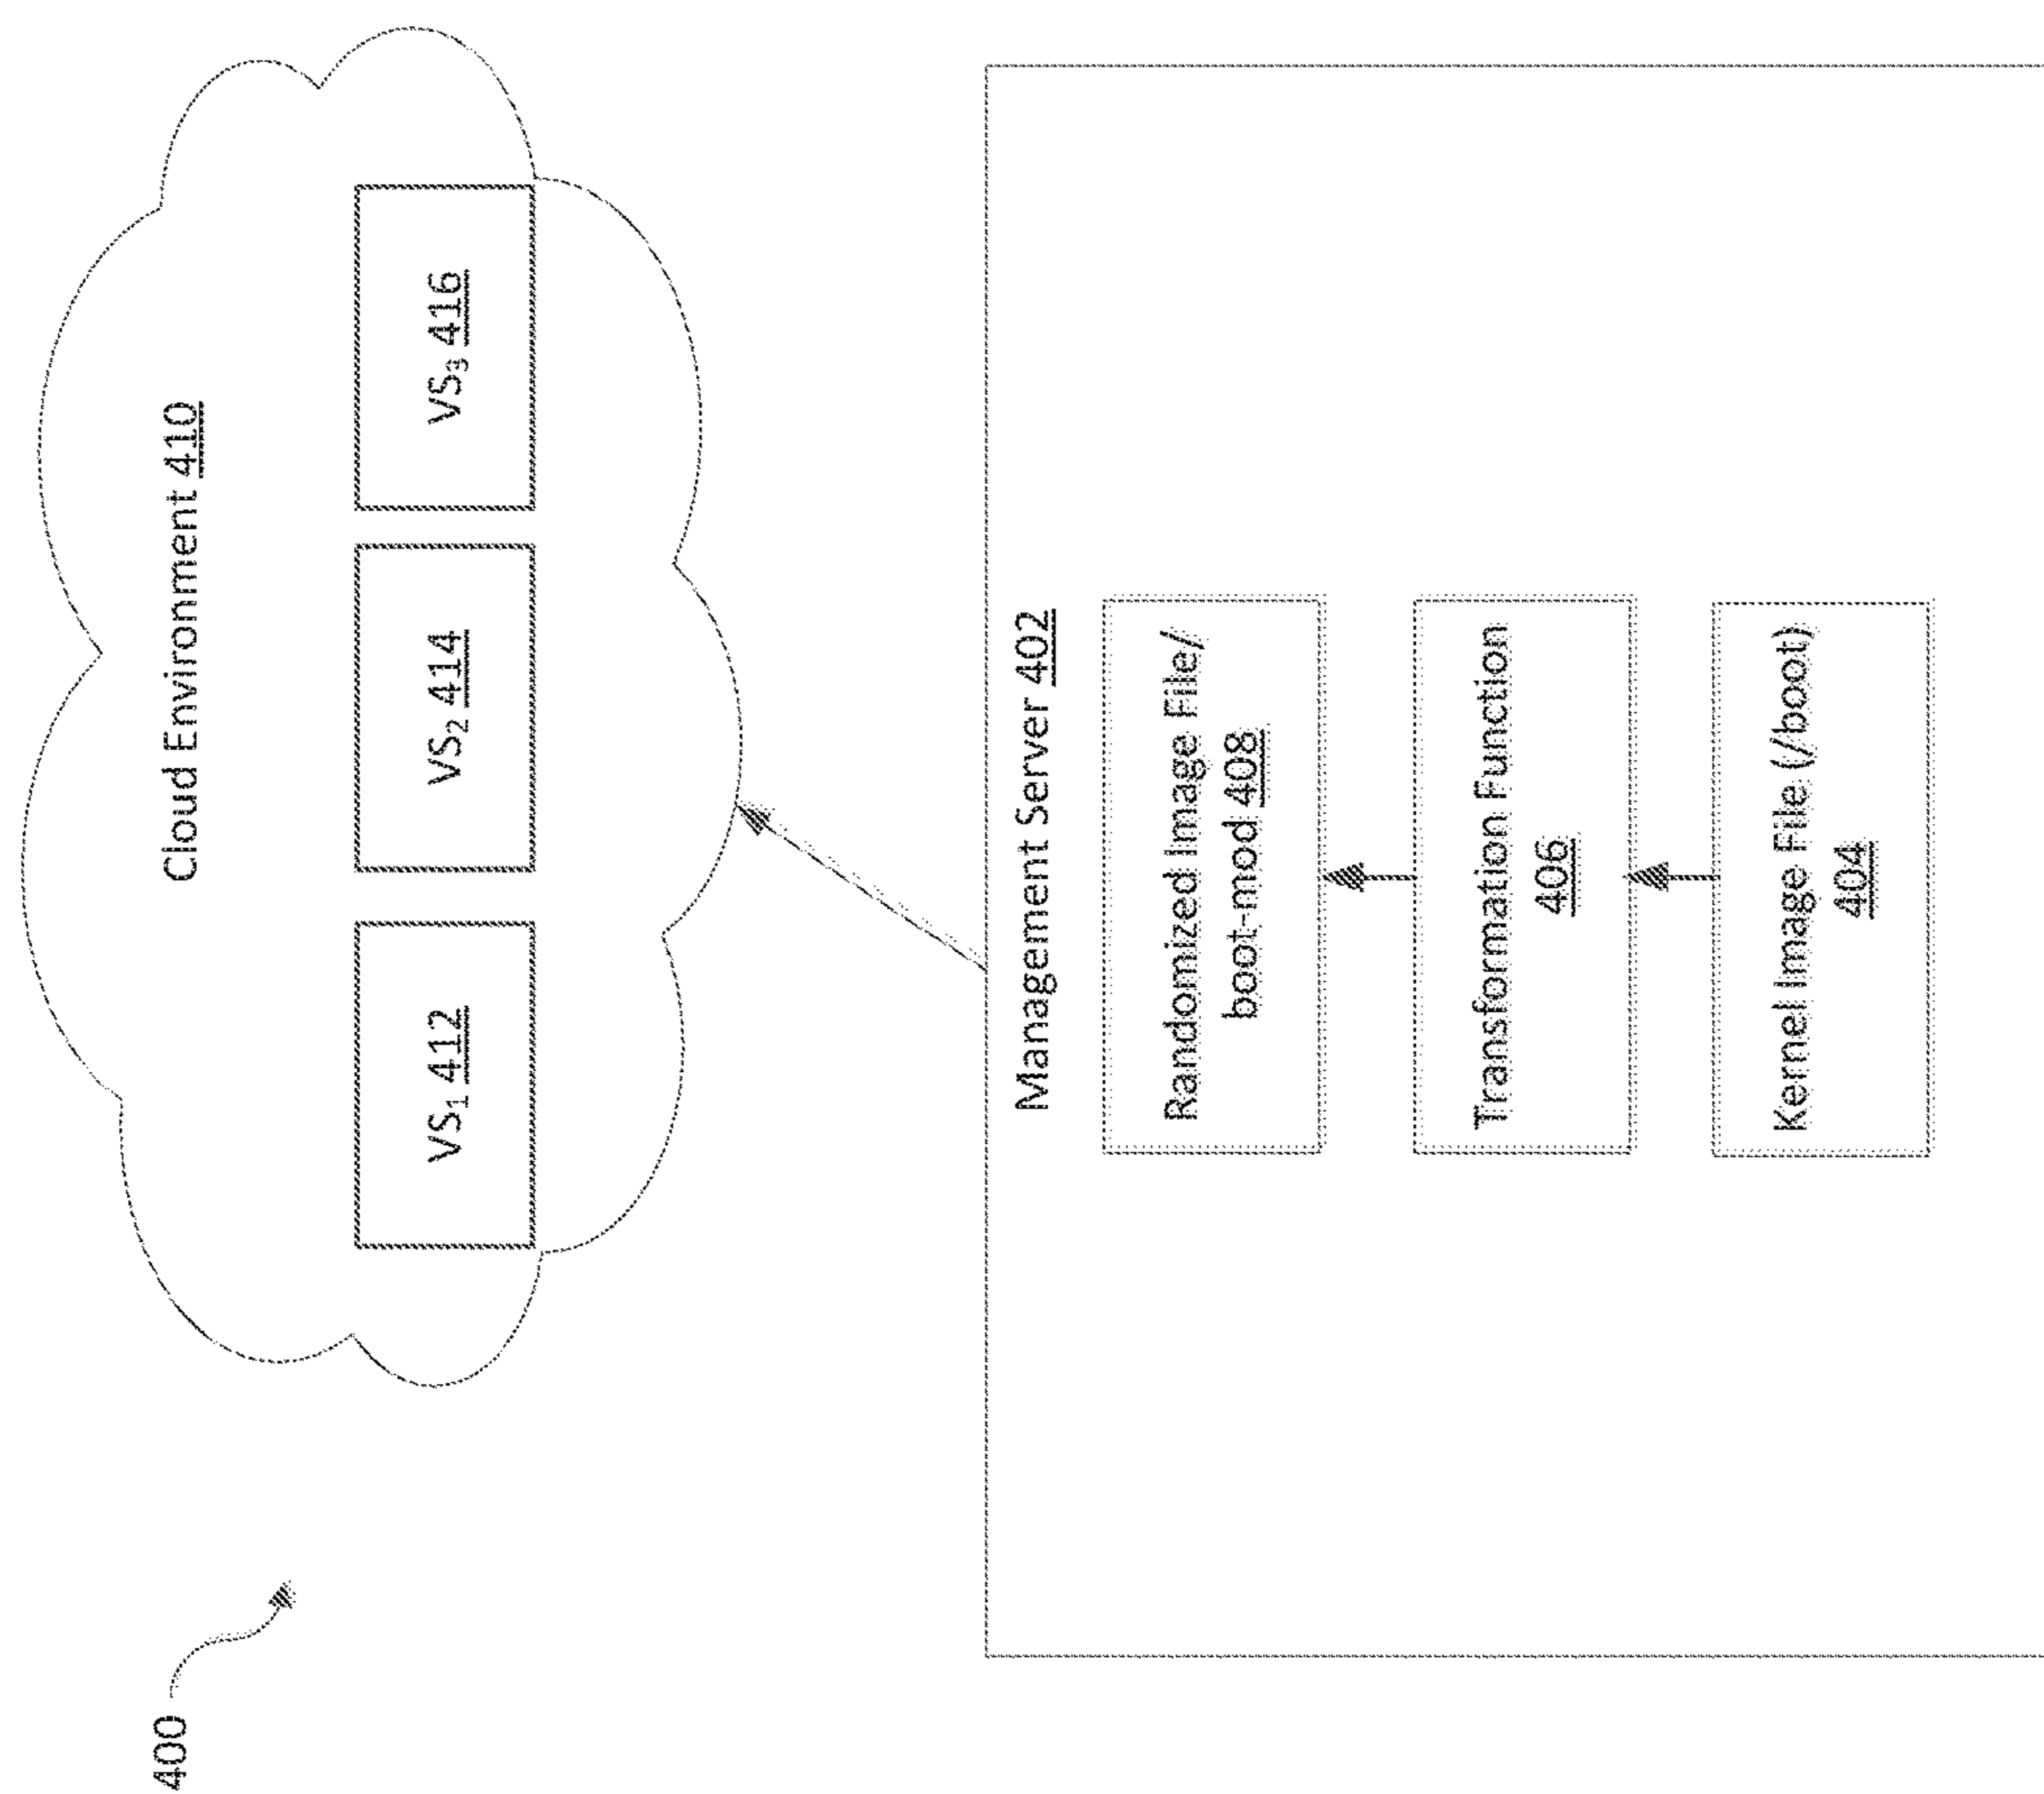 400
Cloud Environment 410
VS₁ 412
VS₂ 414
VS₃ 416
Management Server 402
Randomized Image File/
boot-mod 408
Transformation Function
406
Kernel Image File (/boot)
404